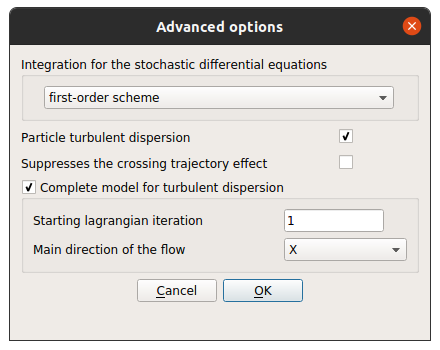 Advanced options
Integration for the stochastic differential equations
first-order scheme
Particle turbulent dispersion
Suppresses the crossing trajectory effect
Complete model for turbulent dispersion
Starting lagrangian iteration 1
Main direction of the flow X
Cancel OK